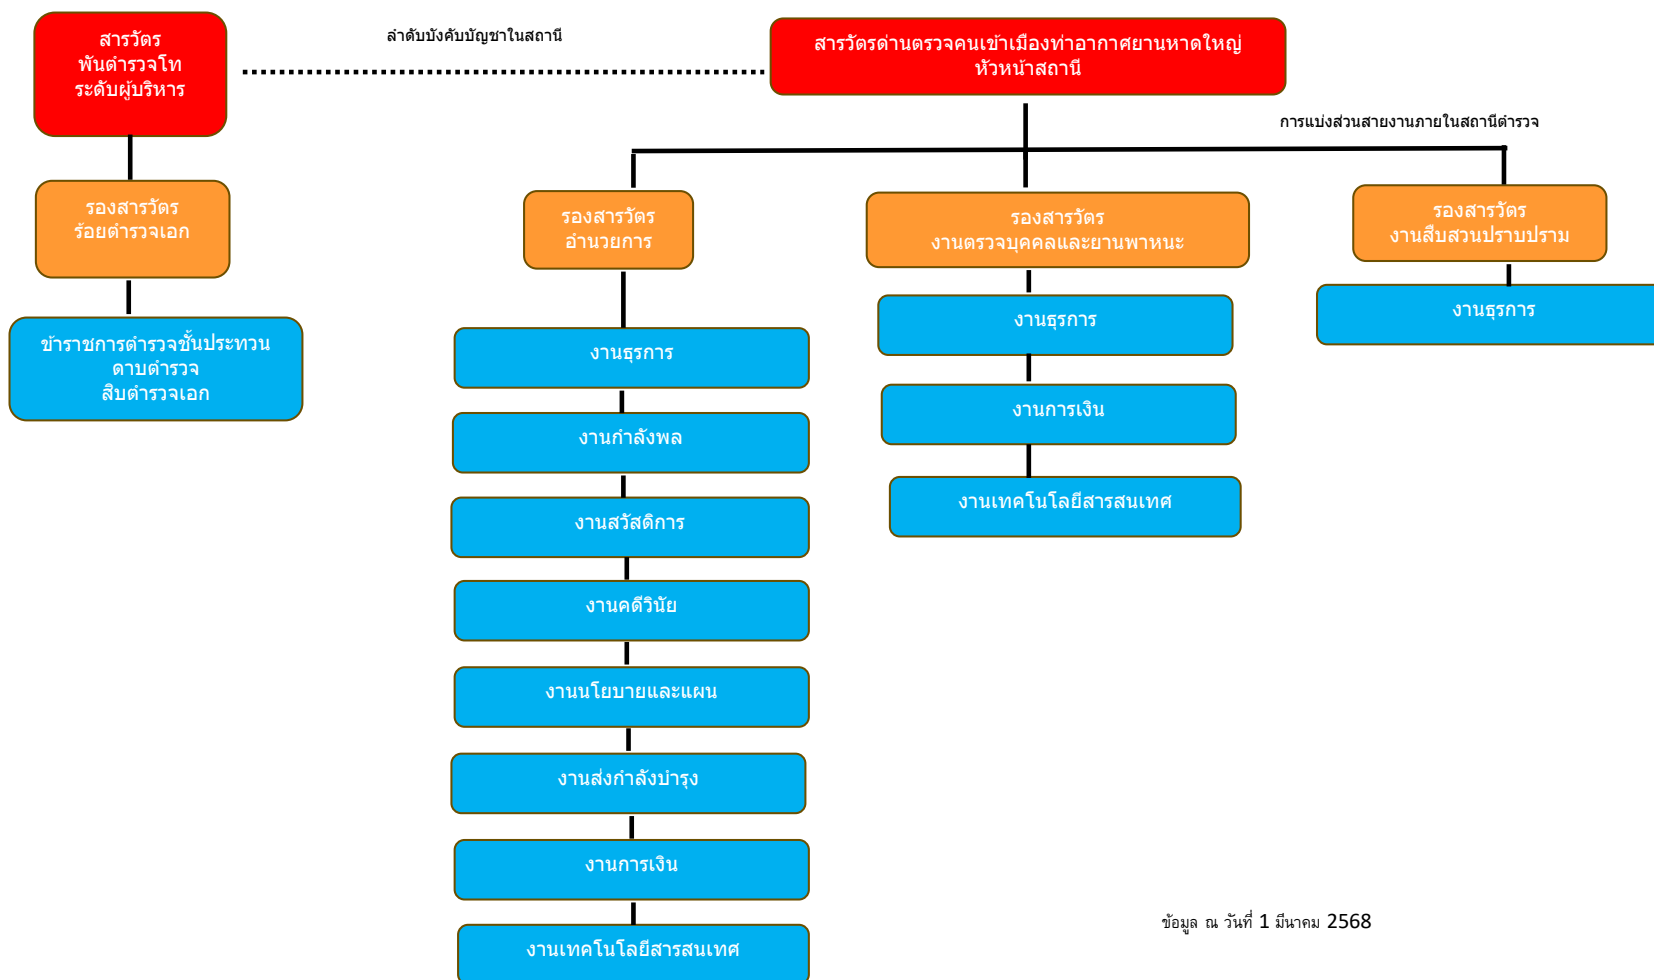 สารวัตร
พันตำรวจโท
ระดับผู้บริหาร
ลำดับบังคับบัญชาในสถานี
สารวัตรด่านตรวจคนเข้าเมืองท่าอากาศยานหาดใหญ่
หัวหน้าสถานี
การแบ่งส่วนสายงานภายในสถานีตำรวจ
รองสารวัตร
ร้อยตำรวจเอก
ข้าราชการตำรวจชั้นประทวน
ดาบตำรวจ
สิบตำรวจเอก
รองสารวัตร
อำนวยการ
งานธุรการ
งานกำลังพล
งานสวัสดิการ
งานคดีวินัย
งานนโยบายและแผน
งานส่งกำลังบำรุง
งานการเงิน
งานเทคโนโลยีสารสนเทศ
รองสารวัตร
งานตรวจบุคคลและยานพาหนะ
งานธุรการ
งานการเงิน
งานเทคโนโลยีสารสนเทศ
รองสารวัตร
งานสืบสวนปราบปราม
งานธุรการ
ข้อมูล ณ วันที่ 1 มีนาคม 2568